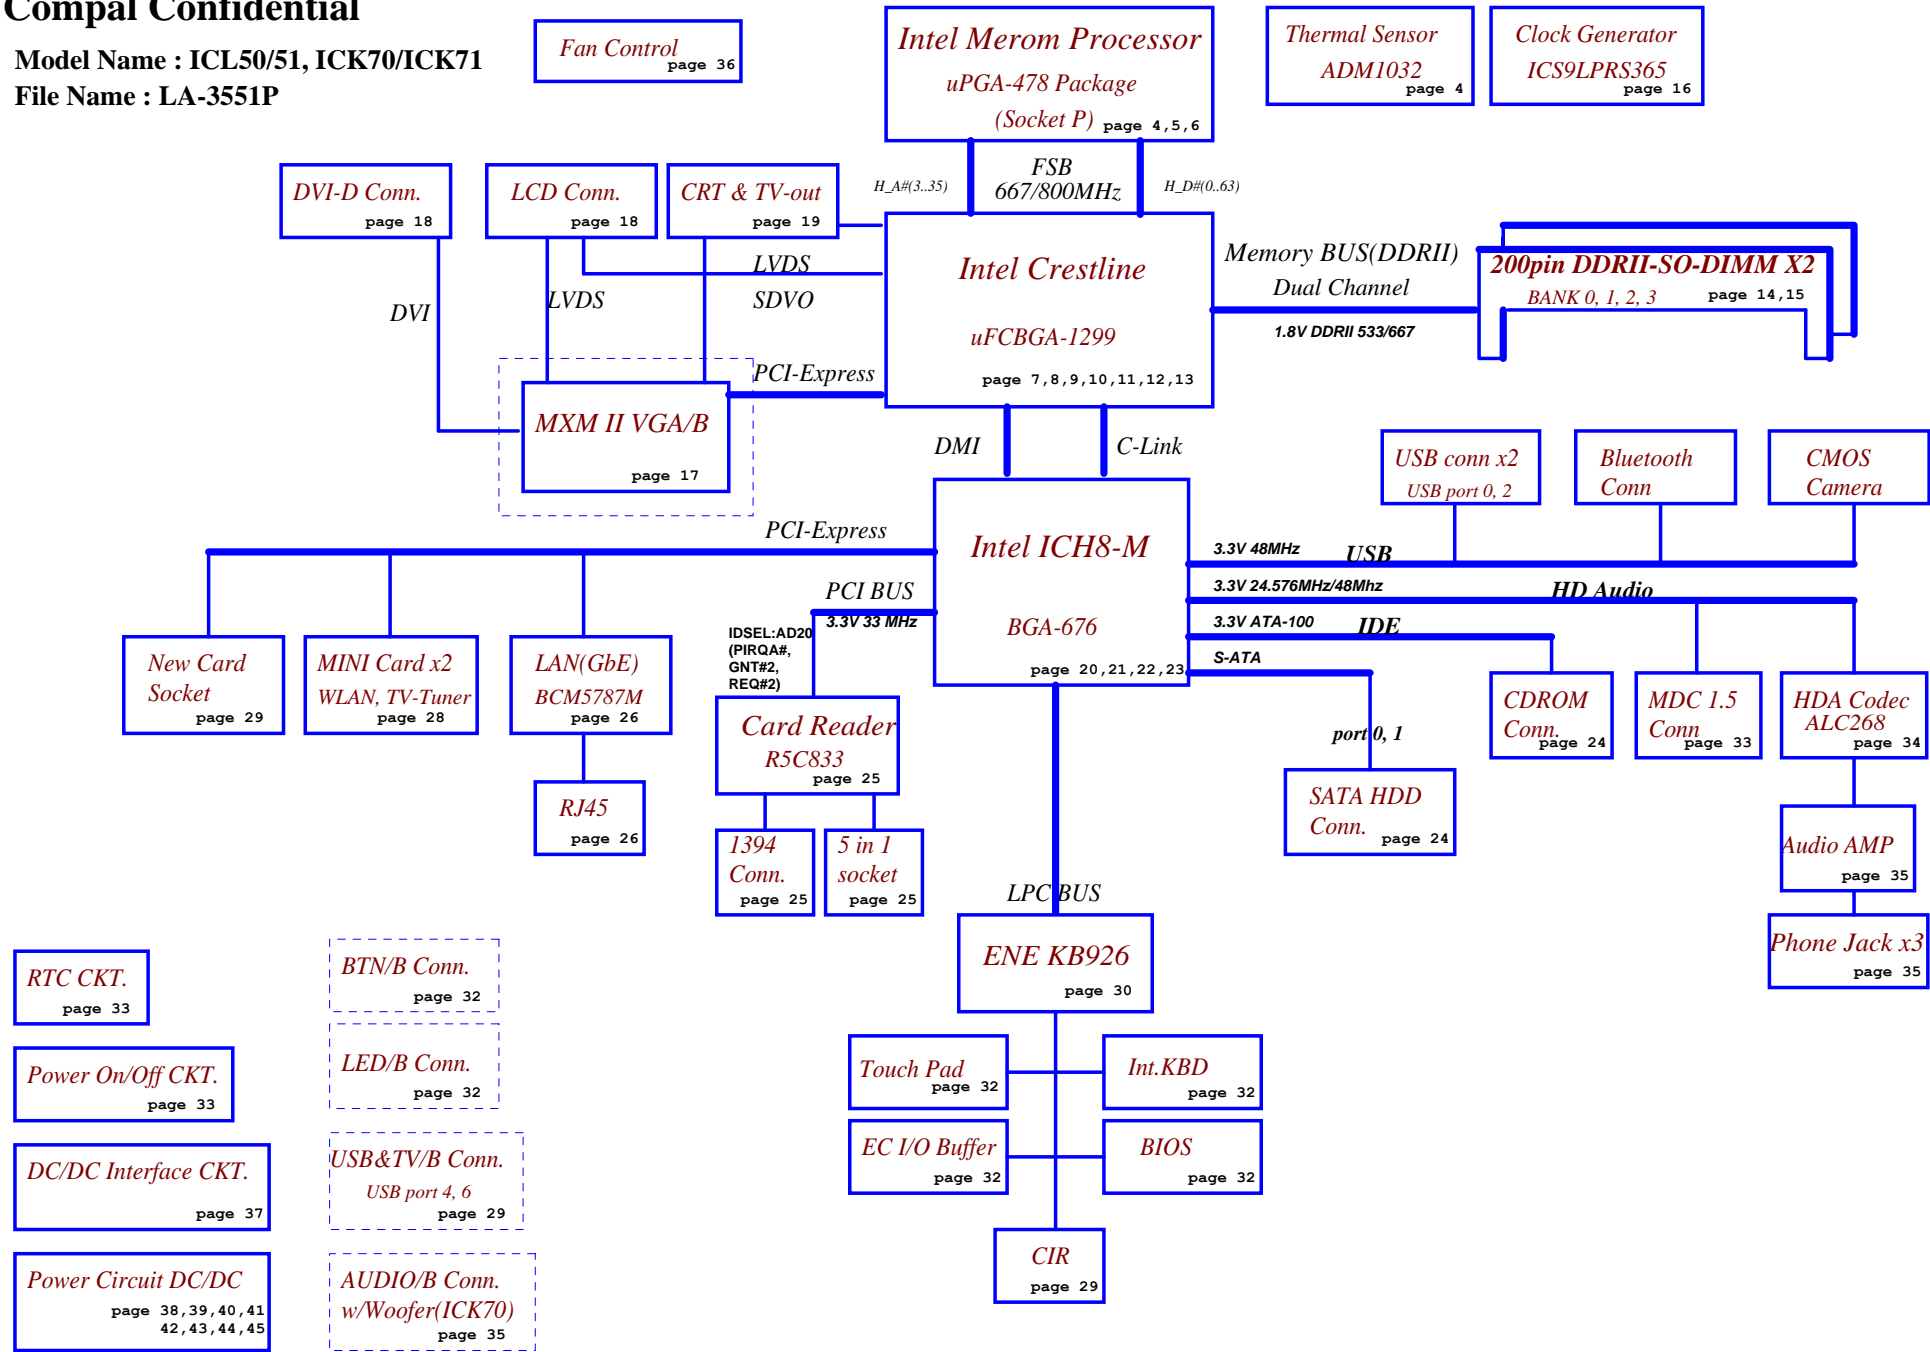 Compal Confidential
Model Name : ICL50/51, ICK70/ICK71
File Name : LA-3551P
Fan Control
page 36
Intel Merom Processor
uPGA-478 Package
(Socket P)
page 4,5,6
Thermal Sensor
ADM1032
page 4
Clock Generator
ICS9LPRS365
page 16
DVI-D Conn.
page 18
LCD Conn.
page 18
CRT & TV-out
page 19
H_A#(3..35)
FSB
667/800MHz
H_D#(0..63)
Intel Crestline
uFCBGA-1299
page 7,8,9,10,11,12,13
Memory BUS(DDRII)
Dual Channel
1.8V DDRII 533/667
200pin DDRII-SO-DIMM X2
BANK 0, 1, 2, 3
page 14,15
DVI
LVDS
LVDS
SDVO
PCI-Express
MXM II VGA/B
page 17
DMI
C-Link
USB conn x2
USB port 0, 2
Bluetooth
Conn
CMOS
Camera
PCI-Express
Intel ICH8-M
BGA-676
page 20,21,22,23
3.3V 48MHz
USB
3.3V 24.576MHz/48Mhz
HD Audio
3.3V ATA-100
IDE
S-ATA
port 0, 1
PCI BUS
3.3V 33 MHz
IDSEL:AD20
(PIRQA#,
GNT#2,
REQ#2)
New Card
Socket
page 29
MINI Card x2
WLAN, TV-Tuner
page 28
LAN(GbE)
BCM5787M
page 26
RJ45
page 26
Card Reader
R5C833
page 25
1394
Conn.
page 25
5 in 1
socket
page 25
CDROM
Conn.
page 24
MDC 1.5
Conn
page 33
HDA Codec
ALC268
page 34
SATA HDD
Conn.
page 24
Audio AMP
page 35
Phone Jack x3
page 35
LPC BUS
ENE KB926
page 30
Touch Pad
page 32
Int.KBD
page 32
EC I/O Buffer
page 32
BIOS
page 32
CIR
page 29
RTC CKT.
page 33
Power On/Off CKT.
page 33
DC/DC Interface CKT.
page 37
Power Circuit DC/DC
page 38,39,40,41
42,43,44,45
BTN/B Conn.
page 32
LED/B Conn.
page 32
USB&TV/B Conn.
USB port 4, 6
page 29
AUDIO/B Conn.
w/Woofer(ICK70)
page 35